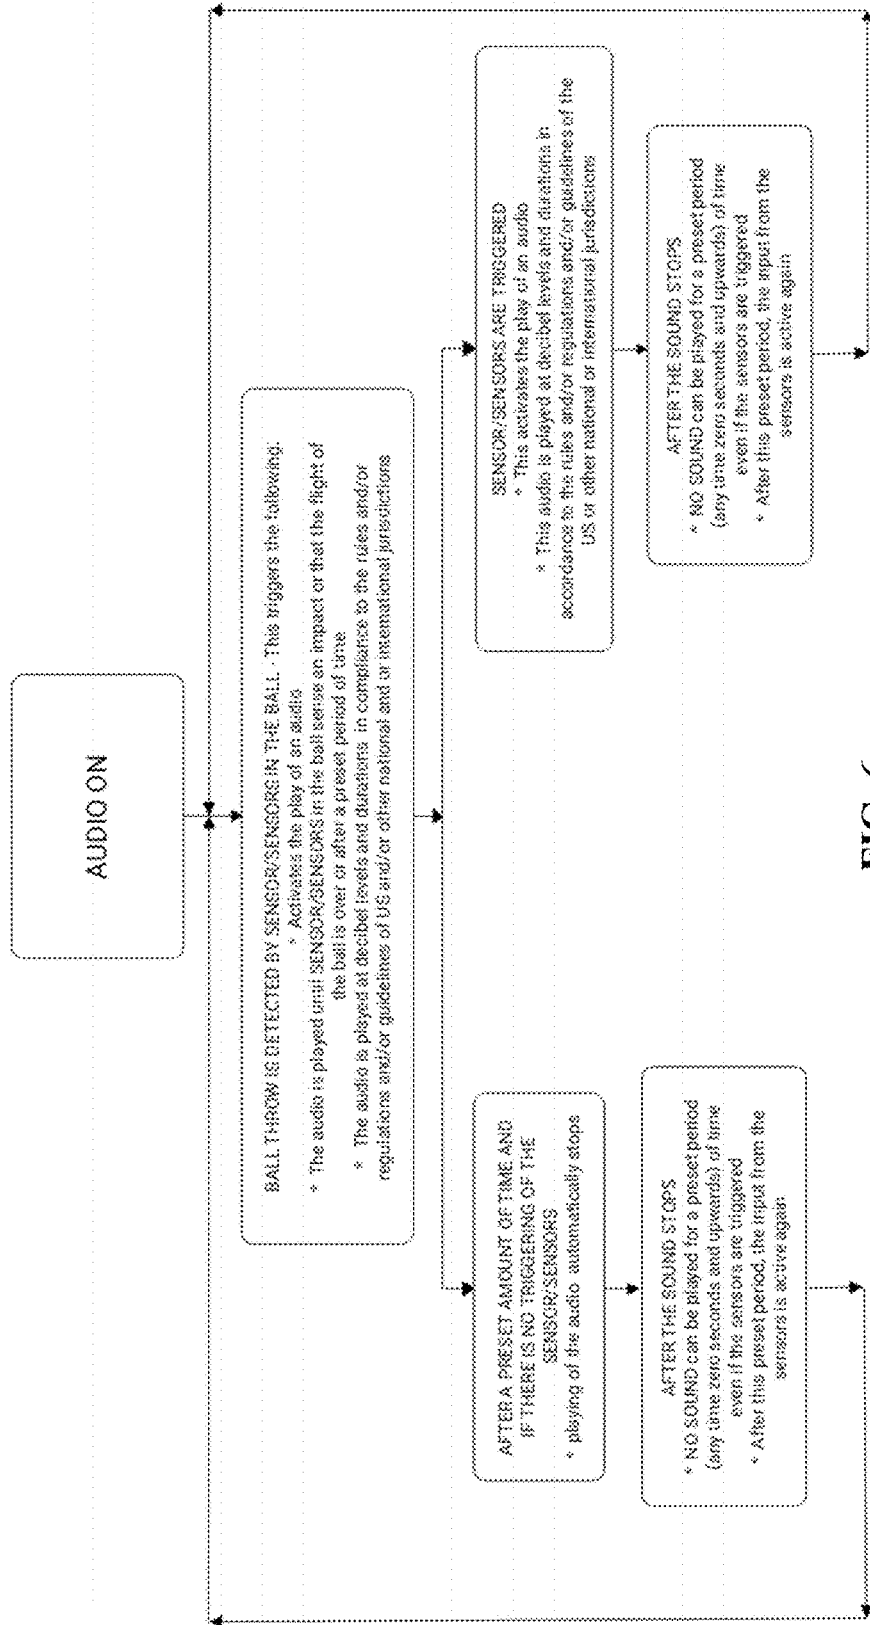 AUDIO ON
BALL THROW IS DETECTED BY SENSOR/SENSORS IN THE BALL - This triggers the following:
* Activates the play of an audio
* The audio is played until SENSOR/SENSORS in the ball sense an impact or that the flight of
the ball is over or after a preset period of time
* The audio is played at decibel levels and durations in compliance to the rules and/or
regulations and/or guidelines of US and/or other national and or international jurisdictions
AFTER A PRESET AMOUNT OF TIME AND
IF THERE IS NO TRIGGERING OF THE
SENSOR/SENSORS
* playing of the audio automatically stops
AFTER THE SOUND STOPS
* NO SOUND can be played for a preset period
(any time zero seconds and upwards) of time
even if the sensors are triggered
* After this preset period, the input from the
sensors is active again
SENSOR/SENSORS ARE TRIGGERED
* This activates the play of an audio
* This audio is played at decibel levels and durations in
accordance to the rules and/or regulations and/or guidelines of the
US or other national or international jurisdictions
AFTER THE SOUND STOPS
* NO SOUND can be played for a preset period
(any time zero seconds and upwards) of time
even if the sensors are triggered
* After this preset period, the input from the
sensors is active again
FIG